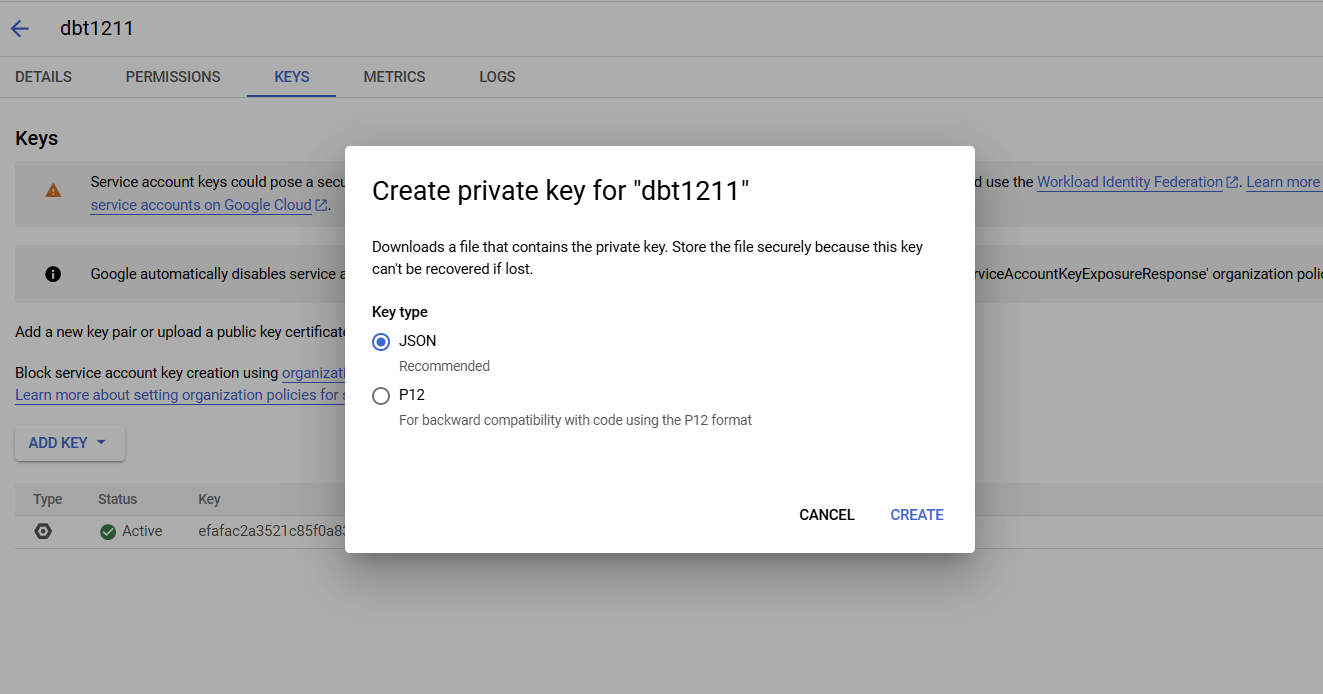 dbt1211
DETAILS PERMISSIONS KEYS METRICS LOGS
Keys
Service account keys could pose a secu
d use the Workload Identity Federation. Learn more
service accounts on Google Cloud.
Google automatically disables service a
rviceAccountKeyExposureResponse' organization polic
Add a new key pair or upload a public key certificate
Block service account key creation using organizati
Learn more about setting organization policies for s
ADD KEY
Type Status Key
Active efafac2a3521c85f0a83
Create private key for "dbt1211"
Downloads a file that contains the private key. Store the file securely because this key
can't be recovered if lost.
Key type
JSON
Recommended
P12
For backward compatibility with code using the P12 format
CANCEL CREATE